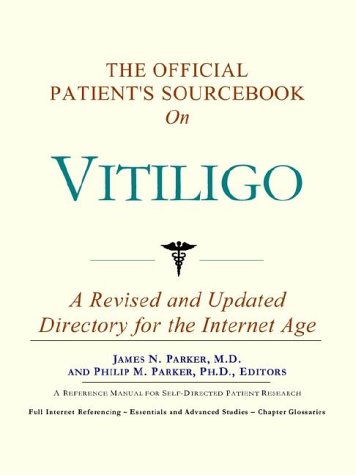 THE OFFICIAL
PATIENT'S SOURCEBOOK
On
VITILIGO
A Revised and Updated
Directory for the Internet Age
JAMES N. PARKER, M.D.
AND PHILIP M. PARKER, PH.D., EDITORS
A REFERENCE MANUAL FOR SELF-DIRECTED PATIENT RESEARCH
Full Internet Referencing ~ Essentials and Advanced Studies ~ Chapter Glossaries